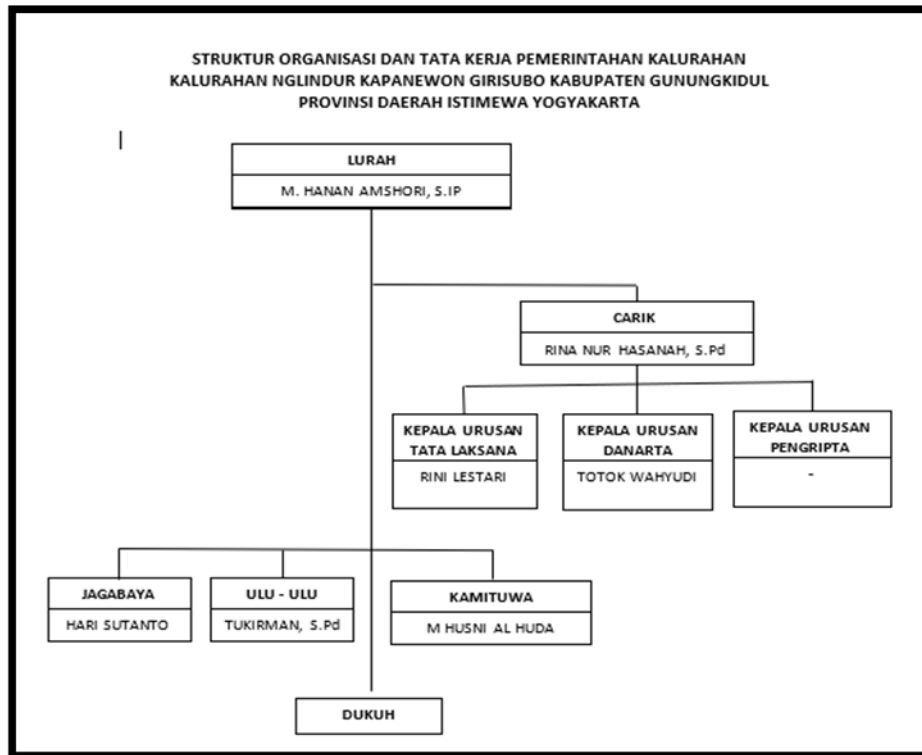 STRUKTUR ORGANISASI DAN TATA KERJA PEMERINTAHAN KALURAHAN
KALURAHAN NGLINDUR KAPANEWON GIRISUBO KABUPATEN GUNUNGKIDUL
PROVINSI DAERAH ISTIMEWA YOGYAKARTA
LURAH
M. HANAN AMSHORI, S.IP
CARIK
RINA NUR HASANAH, S.Pd
KEPALA URUSAN
TATA LAKSANA
RINI LESTARI
KEPALA URUSAN
DANARTA
TOTOK WAHYUDI
KEPALA URUSAN
PENGRIPTA
-
JAGABAYA
HARI SUTANTO
ULU - ULU
TUKIRMAN, S.Pd
KAMITUWA
M HUSNI AL HUDA
DUKUH